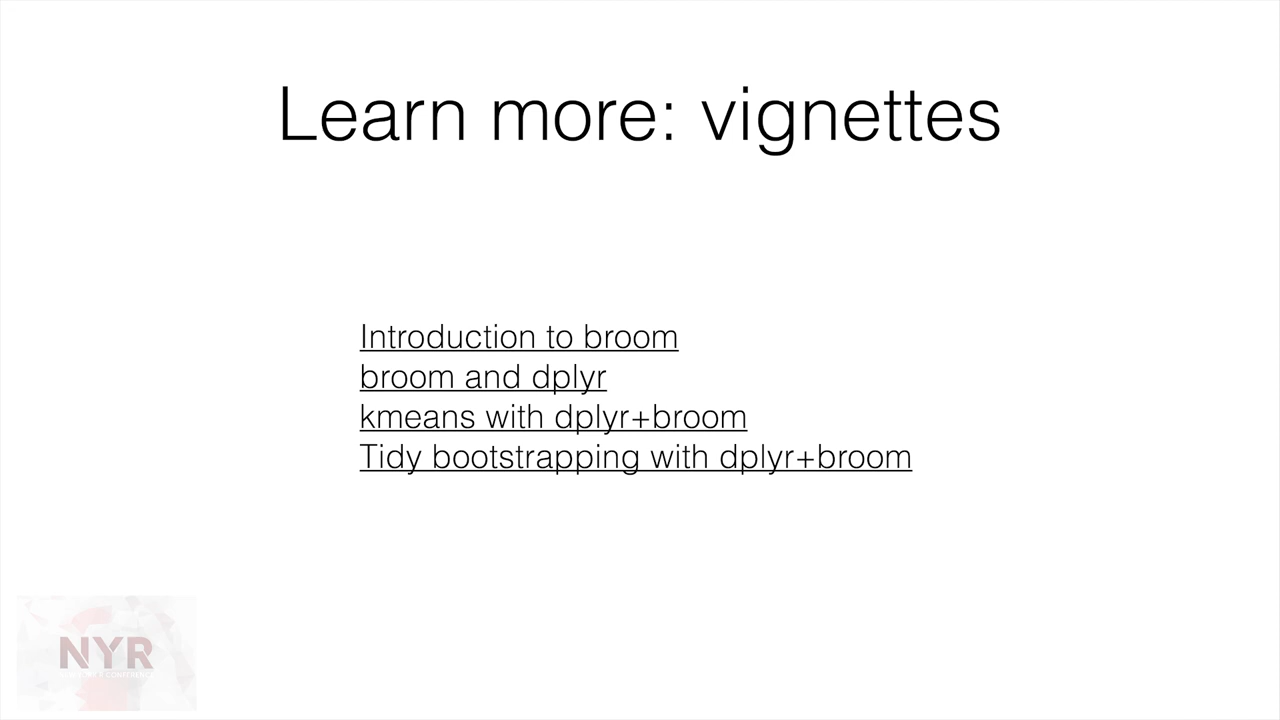 Learn more: vignettes
Introduction to broom
broom and dplyr
kmeans with dplyr+broom
Tidy bootstrapping with dplyr+broom
NYR